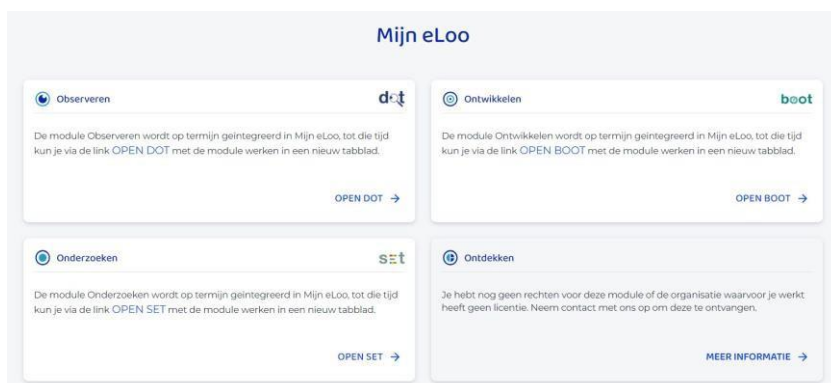 Mijn eLoo
Observeren
dot
De module Observeren wordt op termijn geintegreerd in Mijn eLoo, tot die tijd
kun je via de link OPEN DOT met de module werken in een nieuw tabblad.
OPEN DOT →
Ontwikkelen
boot
De module Ontwikkelen wordt op termijn geintegreerd in Mijn eLoo, tot die tijd
kun je via de link OPEN BOOT met de module werken in een nieuw tabblad.
OPEN BOOT →
Onderzoeken
set
De module Onderzoeken wordt op termijn geintegreerd in Mijn eLoo, tot die tijd
kun je via de link OPEN SET met de module werken in een nieuw tabblad.
OPEN SET →
Ontdekken
Je hebt nog geen rechten voor deze module of de organisatie waarvoor je werkt
heeft geen licentie. Neem contact met ons op om deze te ontvangen.
MEER INFORMATIE →